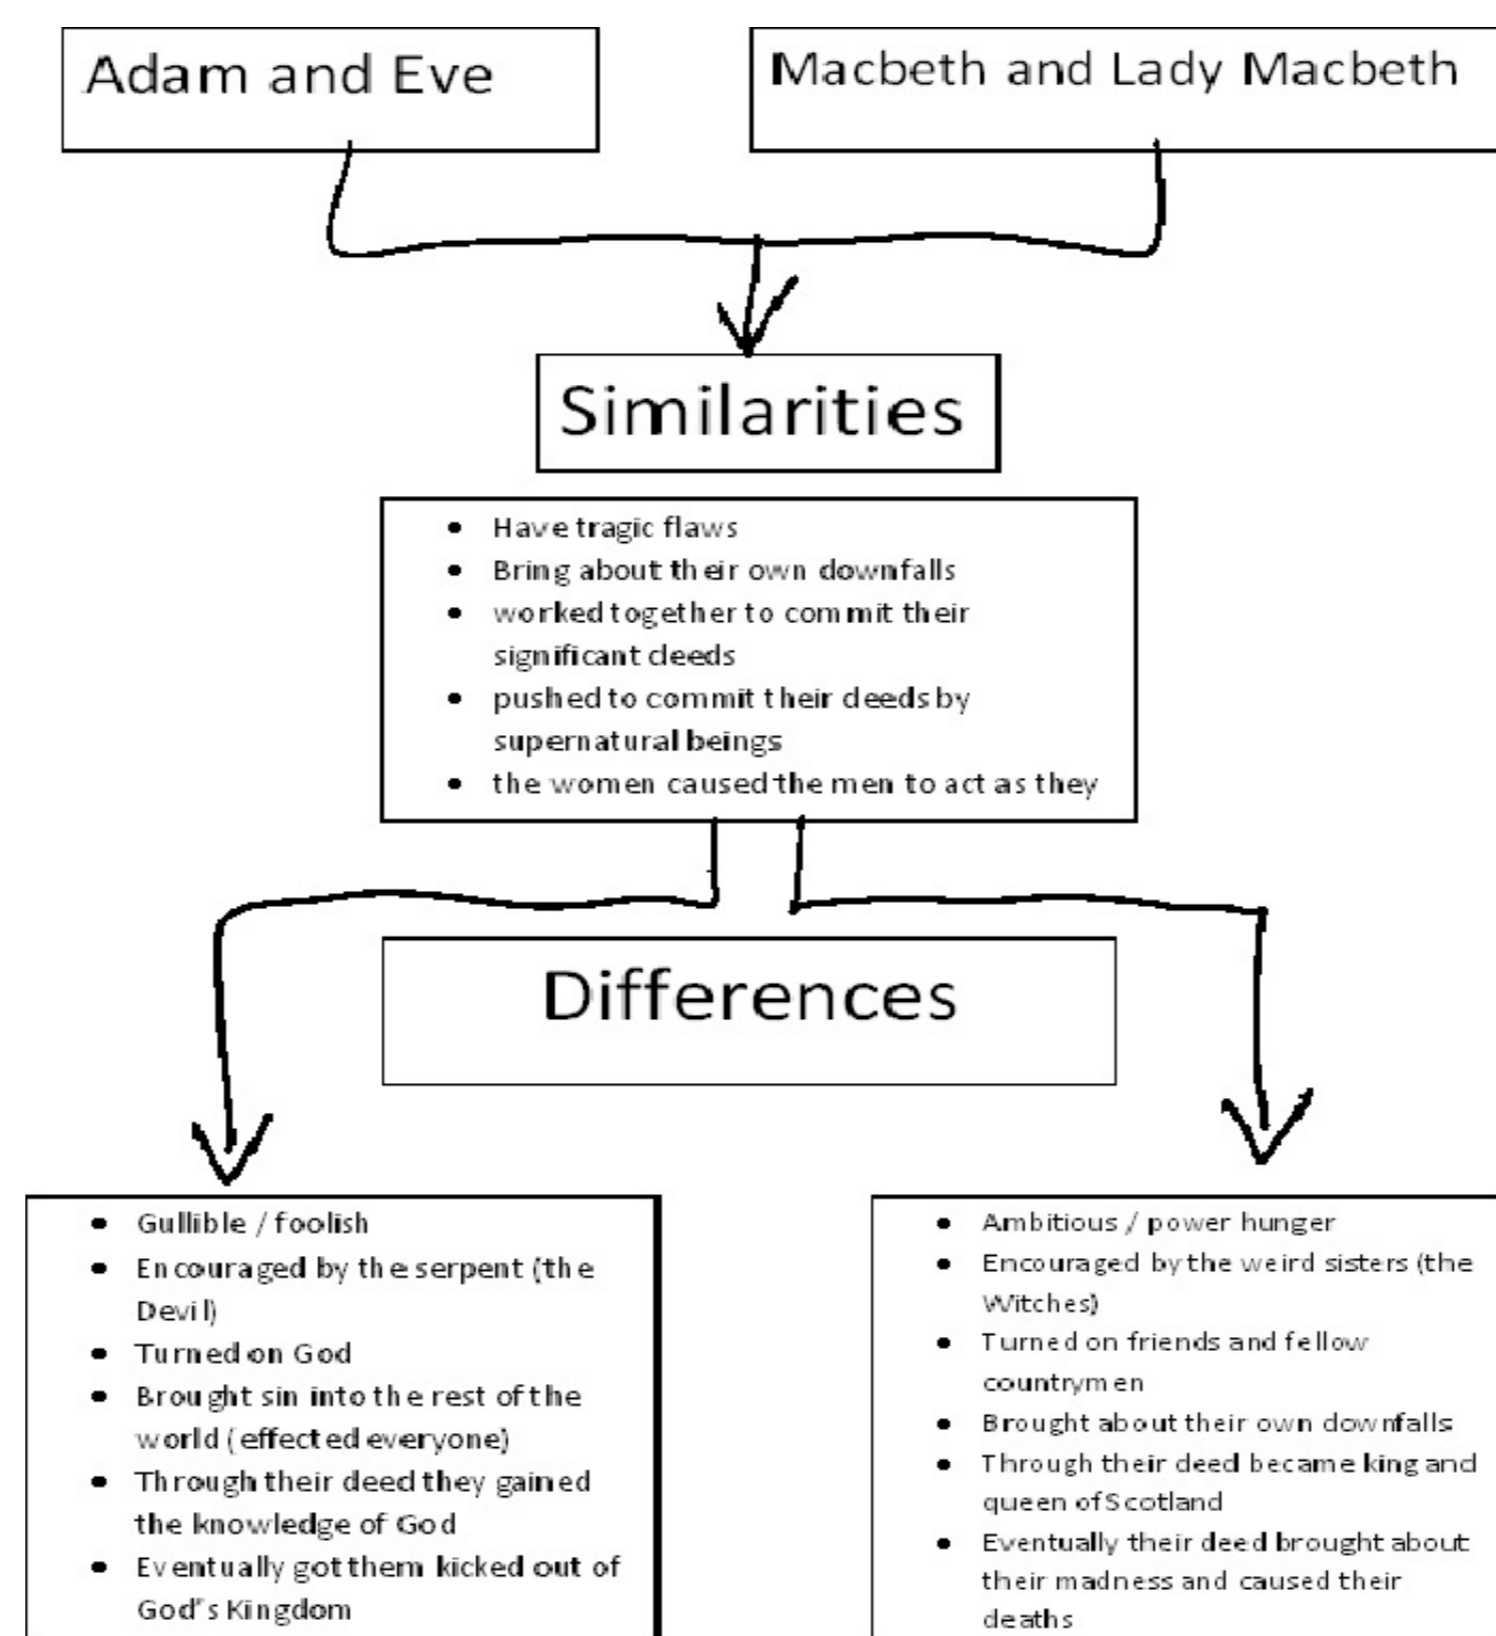 Adam and Eve
Macbeth and Lady Macbeth
Similarities
• Have tragic flaws
• Bring about their own downfalls
• worked together to commit their
significant deeds
• pushed to commit their deeds by
supernatural beings
• the women caused the men to act as they
Differences
• Gullible / foolish
• Encouraged by the serpent (the
Devil)
• Turned on God
• Brought sin into the rest of the
world (effected everyone)
• Through their deed they gained
the knowledge of God
• Eventually got them kicked out of
God's Kingdom
• Ambitious / power hunger
• Encouraged by the weird sisters (the
Witches)
• Turned on friends and fellow
countrymen
• Brought about their own downfalls
• Through their deed became king and
queen of Scotland
• Eventually their deed brought about
their madness and caused their
deaths